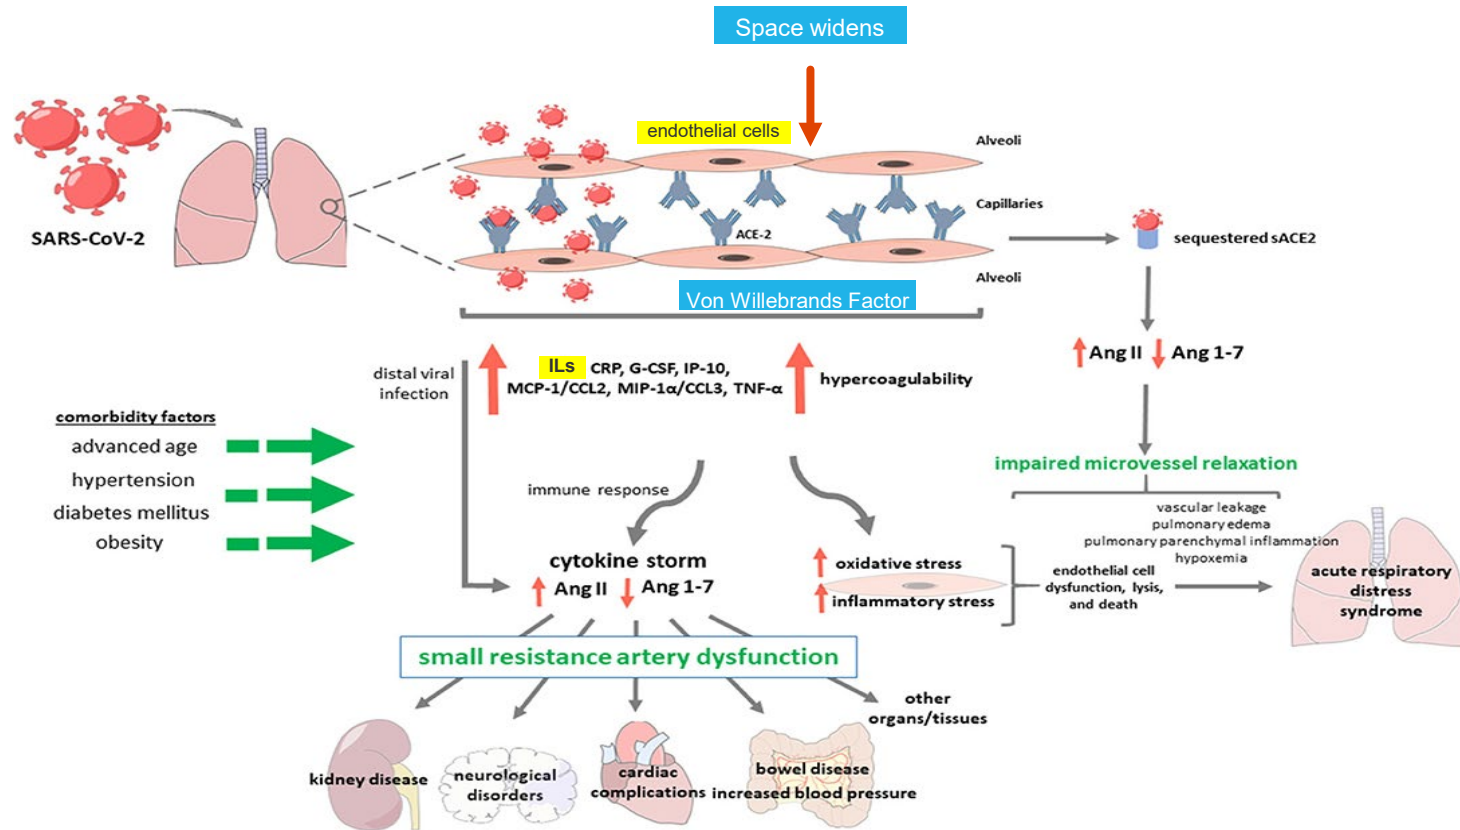 Space widens
endothelial cells
Alveoli
SARS-CoV-2
Capillaries
ACE-2
sequestered sACE2
Alveoli
Von Willebrands Factor
Ang II Ang 1-7
distal viral
infection
ILs CRP, G-CSF, IP-10,
MCP-1/CCL2, MIP-1α/CCL3, TNF-α
hypercoagulability
comorbidity factors
advanced age
hypertension
diabetes mellitus
obesity
impaired microvessel relaxation
vascular leakage
pulmonary edema
pulmonary parenchymal inflammation
hypoxemia
immune response
cytokine storm
Ang II Ang 1-7
oxidative stress
inflammatory stress
endothelial cell
dysfunction, lysis,
and death
acute respiratory
distress
syndrome
small resistance artery dysfunction
other
organs/tissues
kidney disease
neurological
disorders
cardiac
complications
bowel disease
increased blood pressure